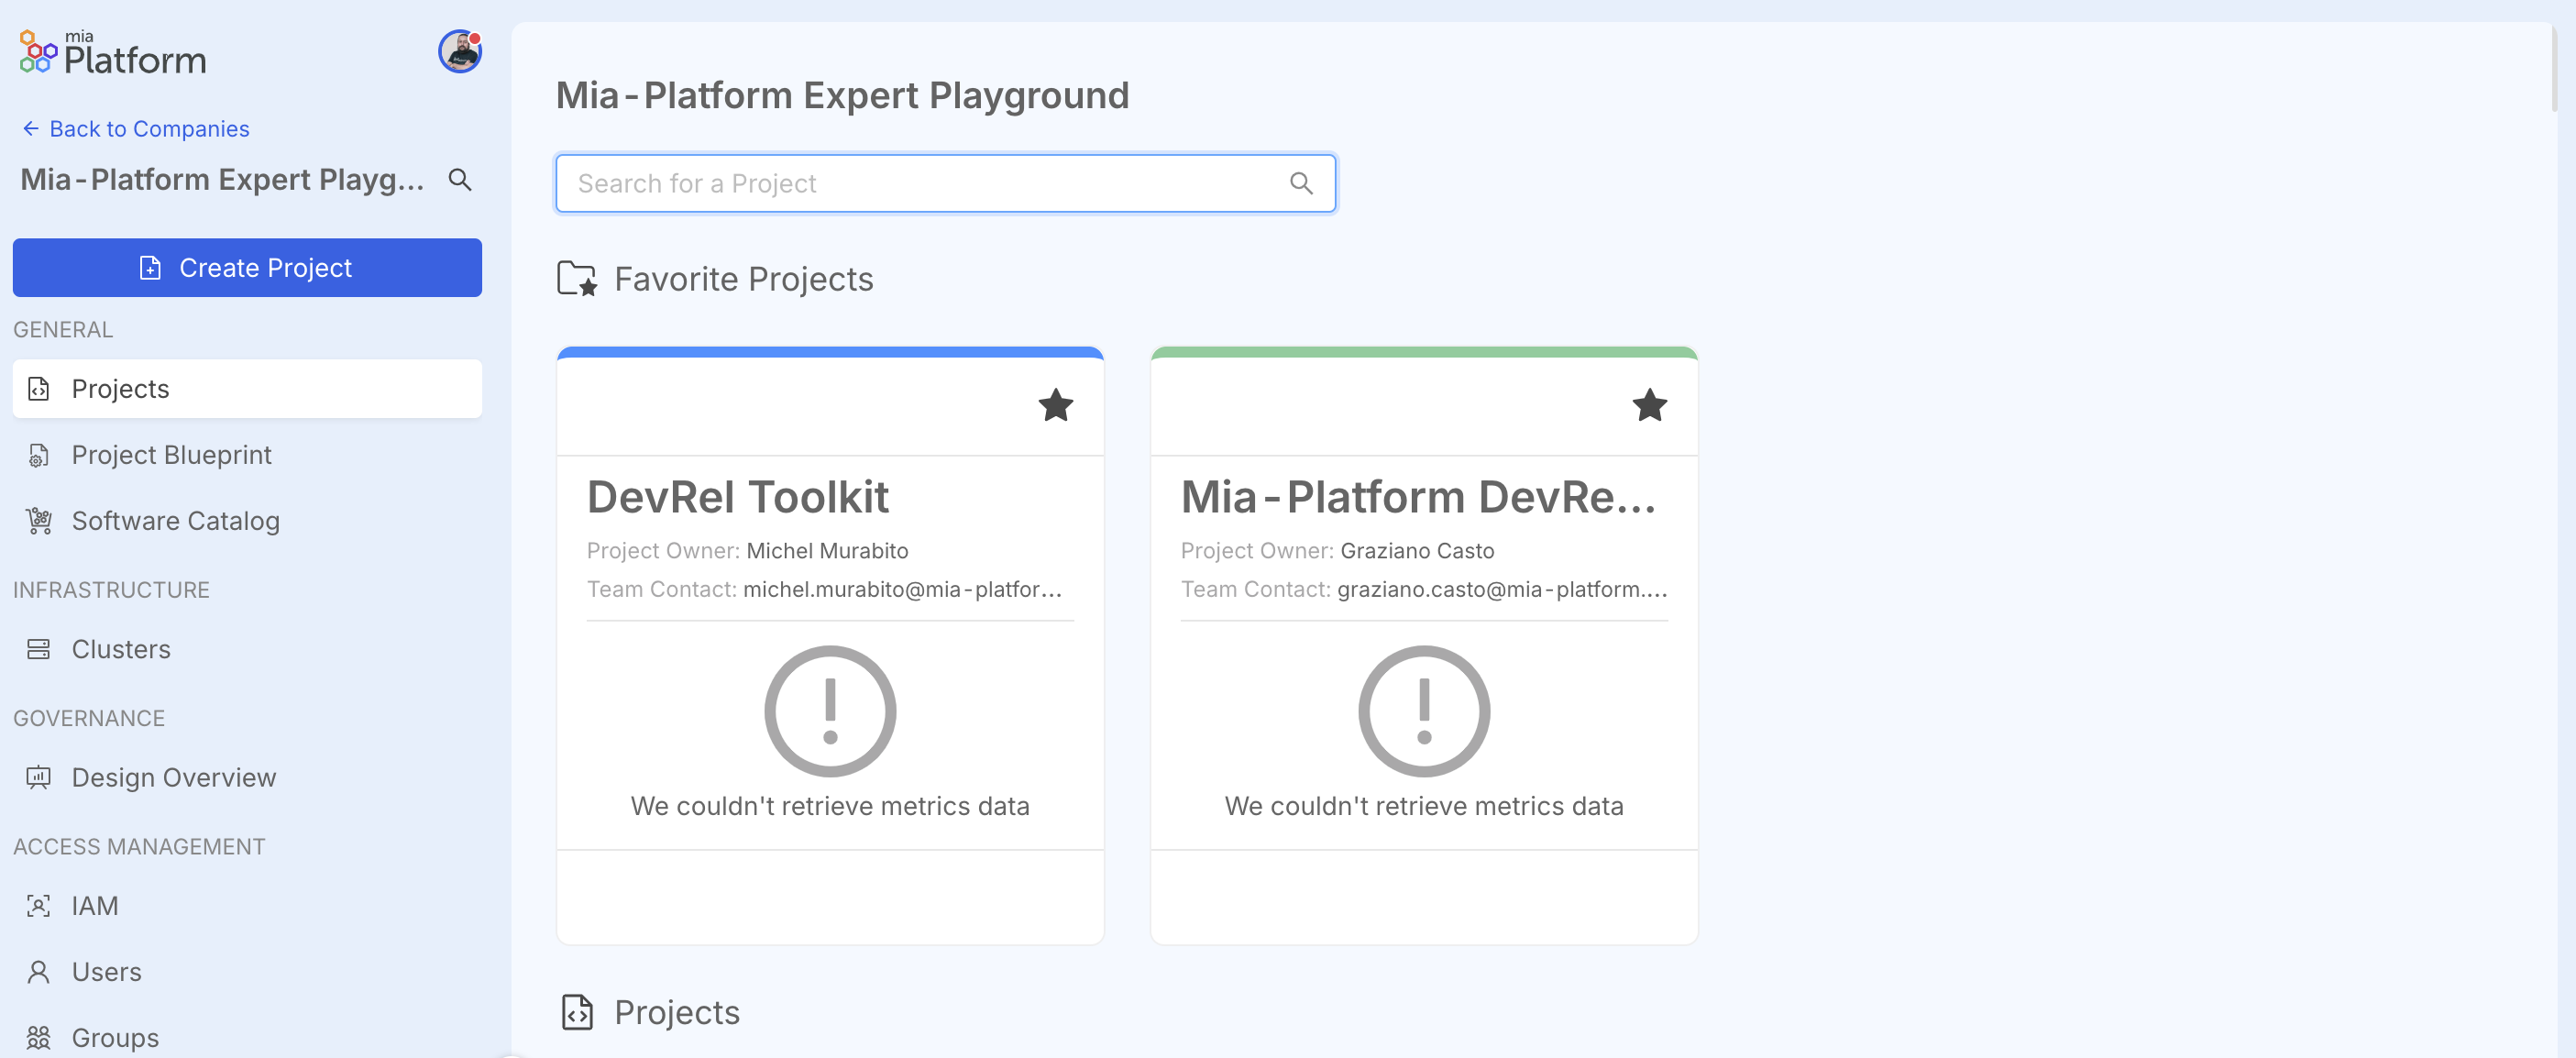 mia
Platform
Back to Companies
Mia-Platform Expert Playg...
Create Project
GENERAL
Projects
Project Blueprint
Software Catalog
INFRASTRUCTURE
Clusters
GOVERNANCE
Design Overview
ACCESS MANAGEMENT
IAM
Users
Groups
Mia-Platform Expert Playground
Search for a Project
Favorite Projects
DevRel Toolkit
Project Owner: Michel Murabito
Team Contact: michel.murabito@mia-platfor...
We couldn't retrieve metrics data
Mia-Platform DevRe...
Project Owner: Graziano Casto
Team Contact: graziano.casto@mia-platform....
We couldn't retrieve metrics data
Projects